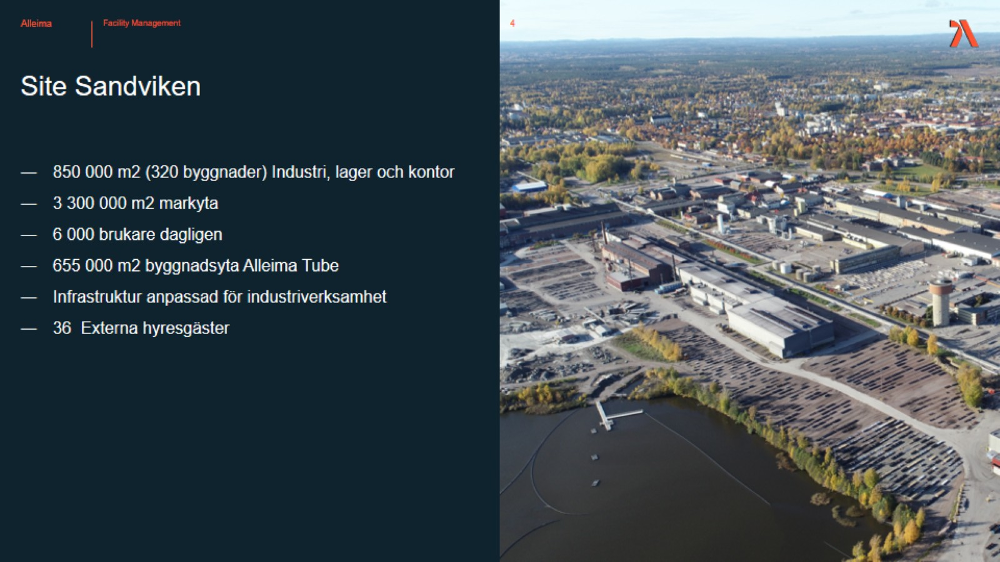 Alleima
Facility Management
4
Site Sandviken
— 850 000 m2 (320 byggnader) Industri, lager och kontor
— 3 300 000 m2 markyta
— 6 000 brukare dagligen
— 655 000 m2 byggnadsyta Alleima Tube
— Infrastruktur anpassad för industriverksamhet
— 36  Externa hyresgäster